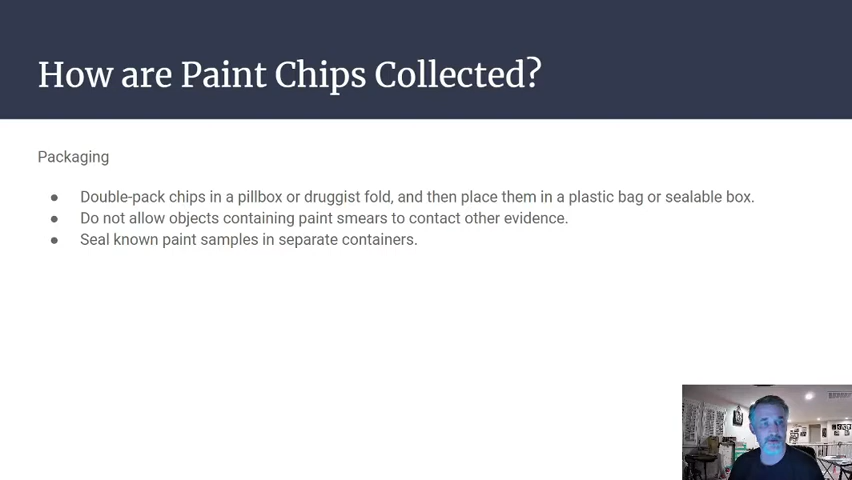 How are Paint Chips Collected?
Packaging
● Double-pack chips in a pillbox or druggist fold, and then place them in a plastic bag or sealable box.
● Do not allow objects containing paint smears to contact other evidence.
● Seal known paint samples in separate containers.